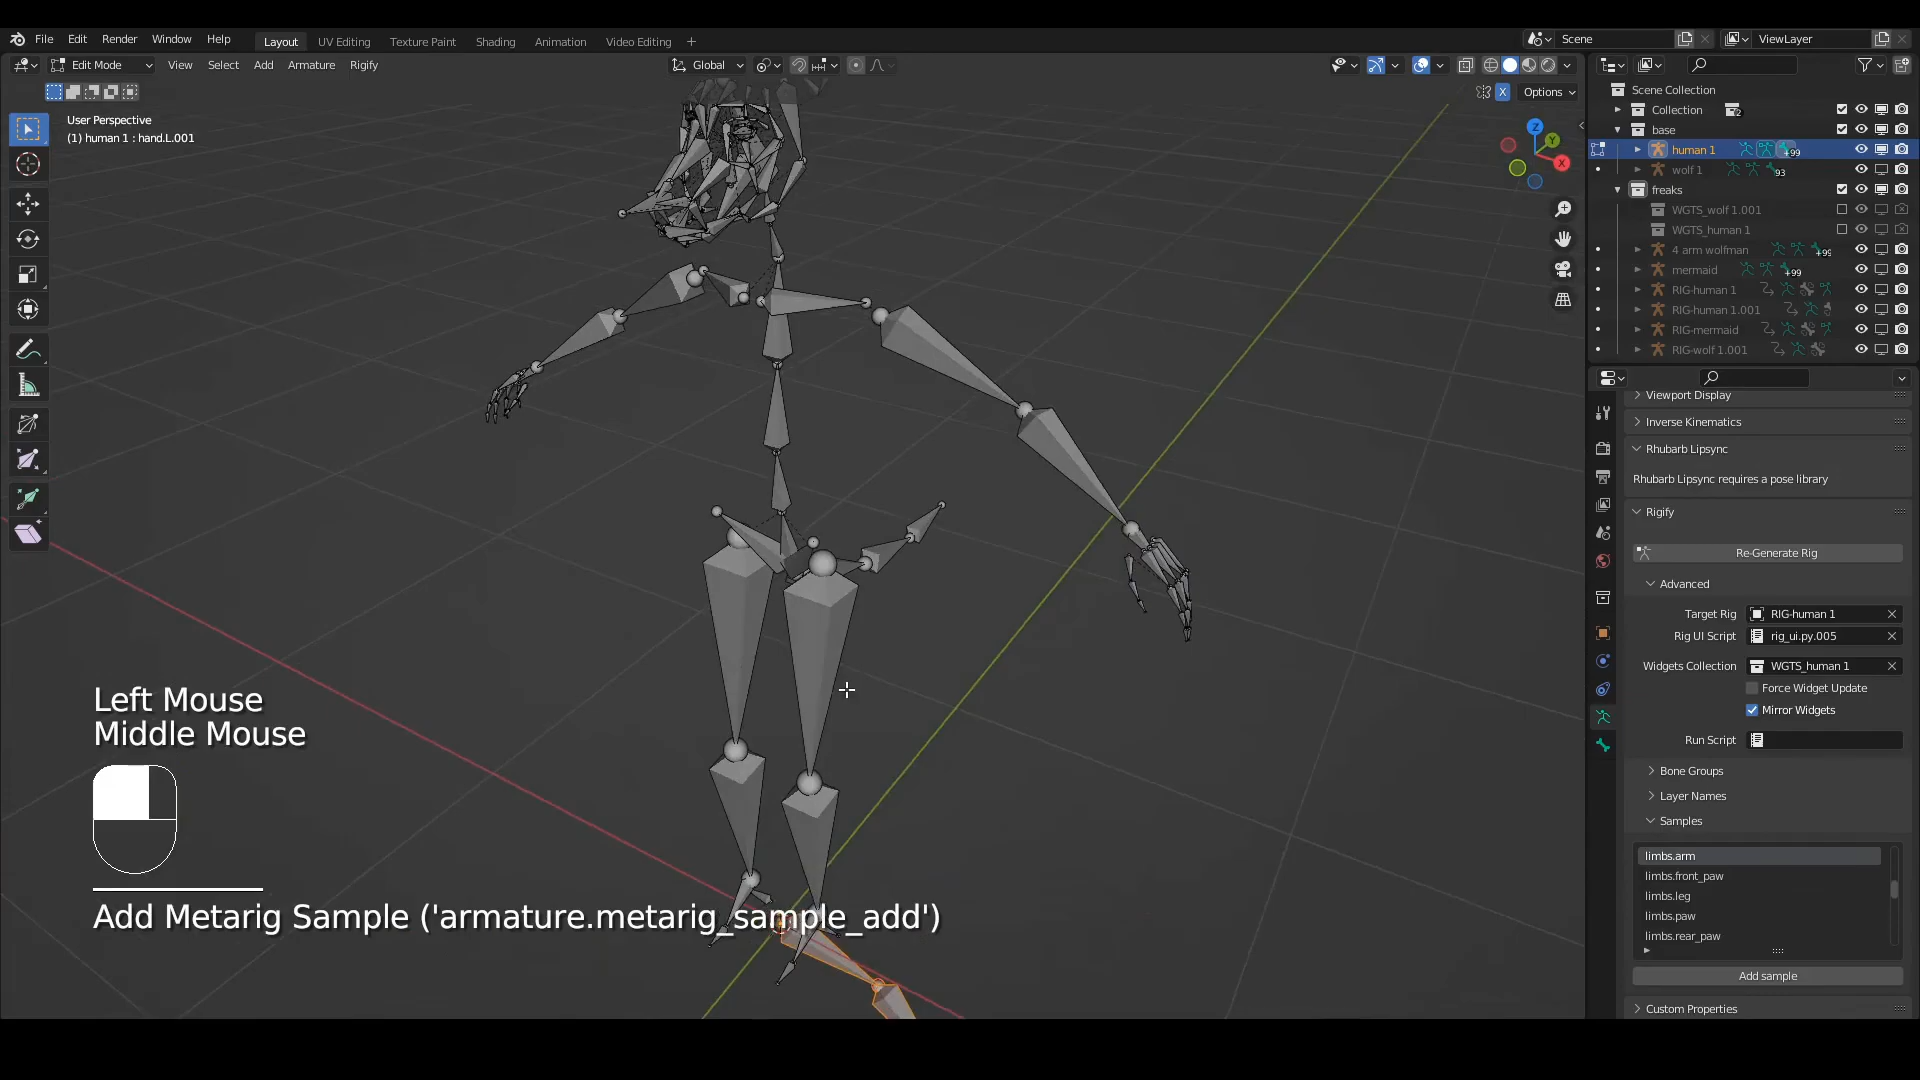 File Edit Render Window Help Layout UV Editing Texture Paint Shading Animation Video Editing + Scene ViewLayer
Edit Mode View Select Add Armature Rigify Global
X Options
User Perspective
(1) human 1 : hand.L.001
Z
Y
X
Scene Collection
Collection 2
base
human 1 +99
wolf 1 93
freaks
WGTS_wolf 1.001
WGTS_human 1
4 arm wolfman +99
mermaid +99
RIG-human 1
RIG-human 1.001
RIG-mermaid
RIG-wolf 1.001
Viewport Display
Inverse Kinematics
Rhubarb Lipsync
Rhubarb Lipsync requires a pose library
Rigify
Re-Generate Rig
Advanced
Target Rig RIG-human 1
Rig UI Script rig_ui.py.005
Widgets Collection WGTS_human 1
Force Widget Update
Mirror Widgets
Run Script
Bone Groups
Layer Names
Samples
limbs.arm
limbs.front_paw
limbs.leg
limbs.paw
limbs.rear_paw
Add sample
Custom Properties
Left Mouse
Middle Mouse
Add Metarig Sample ('armature.metarig_sample_add')